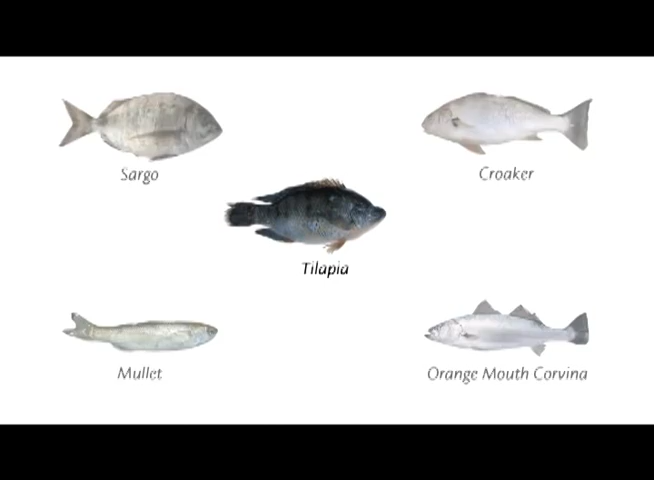 Sargo
Croaker
Tilapia
Mullet
Orange Mouth Corvina